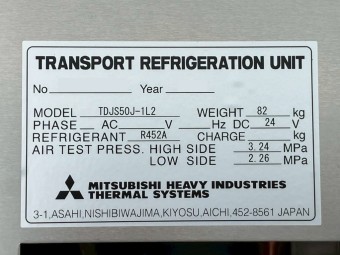 TRANSPORT REFRIGERATION UNIT
No Year
MODEL TDJS50J-1L2 WEIGHT 82 kg
PHASE AC V Hz DC 24 V
REFRIGERANT R452A CHARGE kg
AIR TEST PRESS. HIGH SIDE 3.24 MPa
LOW SIDE 2.26 MPa
MITSUBISHI HEAVY INDUSTRIES
THERMAL SYSTEMS
3-1,ASAHI,NISHIBIWAJIMA,KIYOSU,AICHI,452-8561 JAPAN